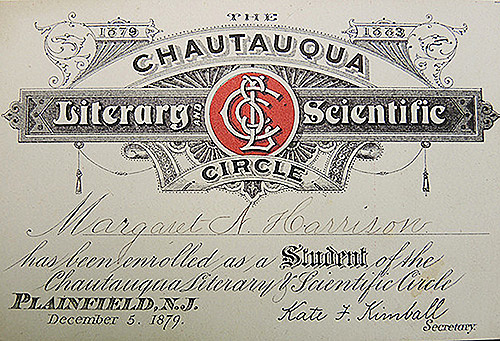 THE
1879 1883
CHAUTAUQUA
Literary AND Scientific
CLSC
CIRCLE
Margaret N. Harrison
has been enrolled as a Student of the
Chautauqua Literary & Scientific Circle
PLAINFIELD, N.J.
December 5. 1879.
Kate F. Kimball
Secretary.